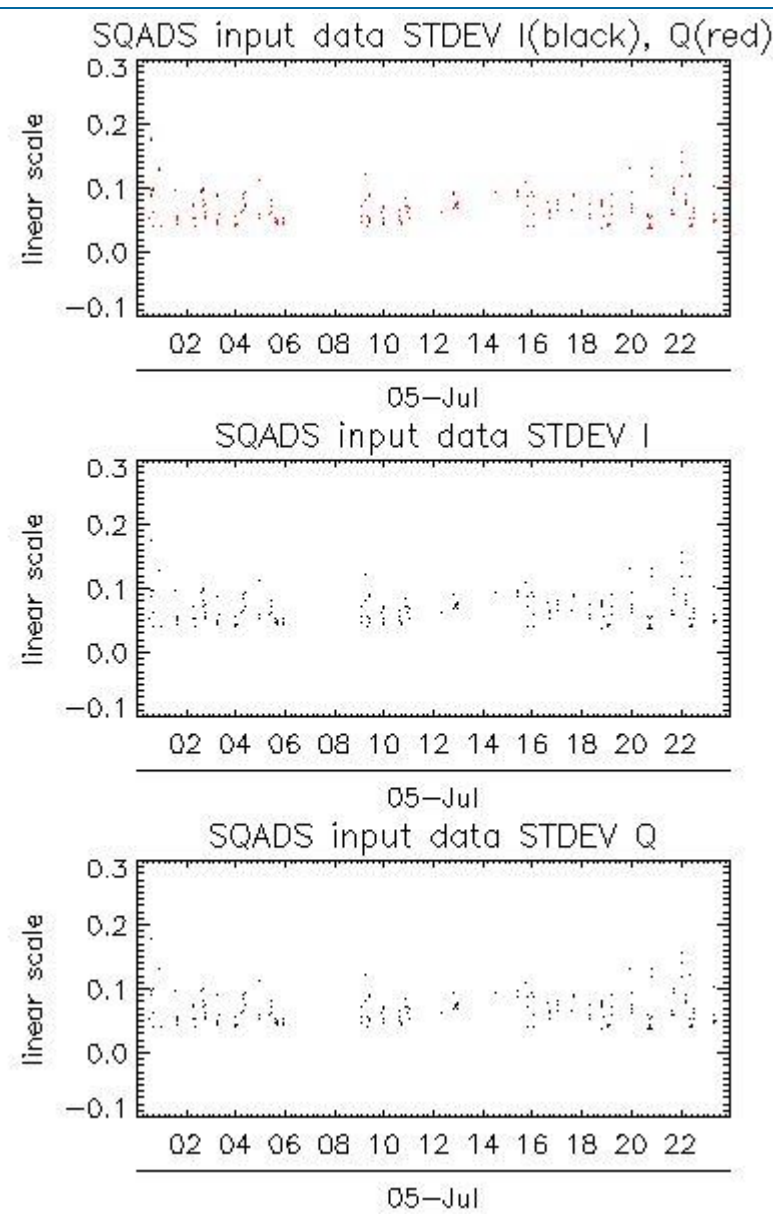 SQADS input data STDEV I(black), Q(red)
0.3
0.2
0.1
0.0
−0.1
linear scale
02 04 06 08 10 12 14 16 18 20 22
05−Jul
SQADS input data STDEV I
0.3
0.2
0.1
0.0
−0.1
linear scale
02 04 06 08 10 12 14 16 18 20 22
05−Jul
SQADS input data STDEV Q
0.3
0.2
0.1
0.0
−0.1
linear scale
02 04 06 08 10 12 14 16 18 20 22
05−Jul